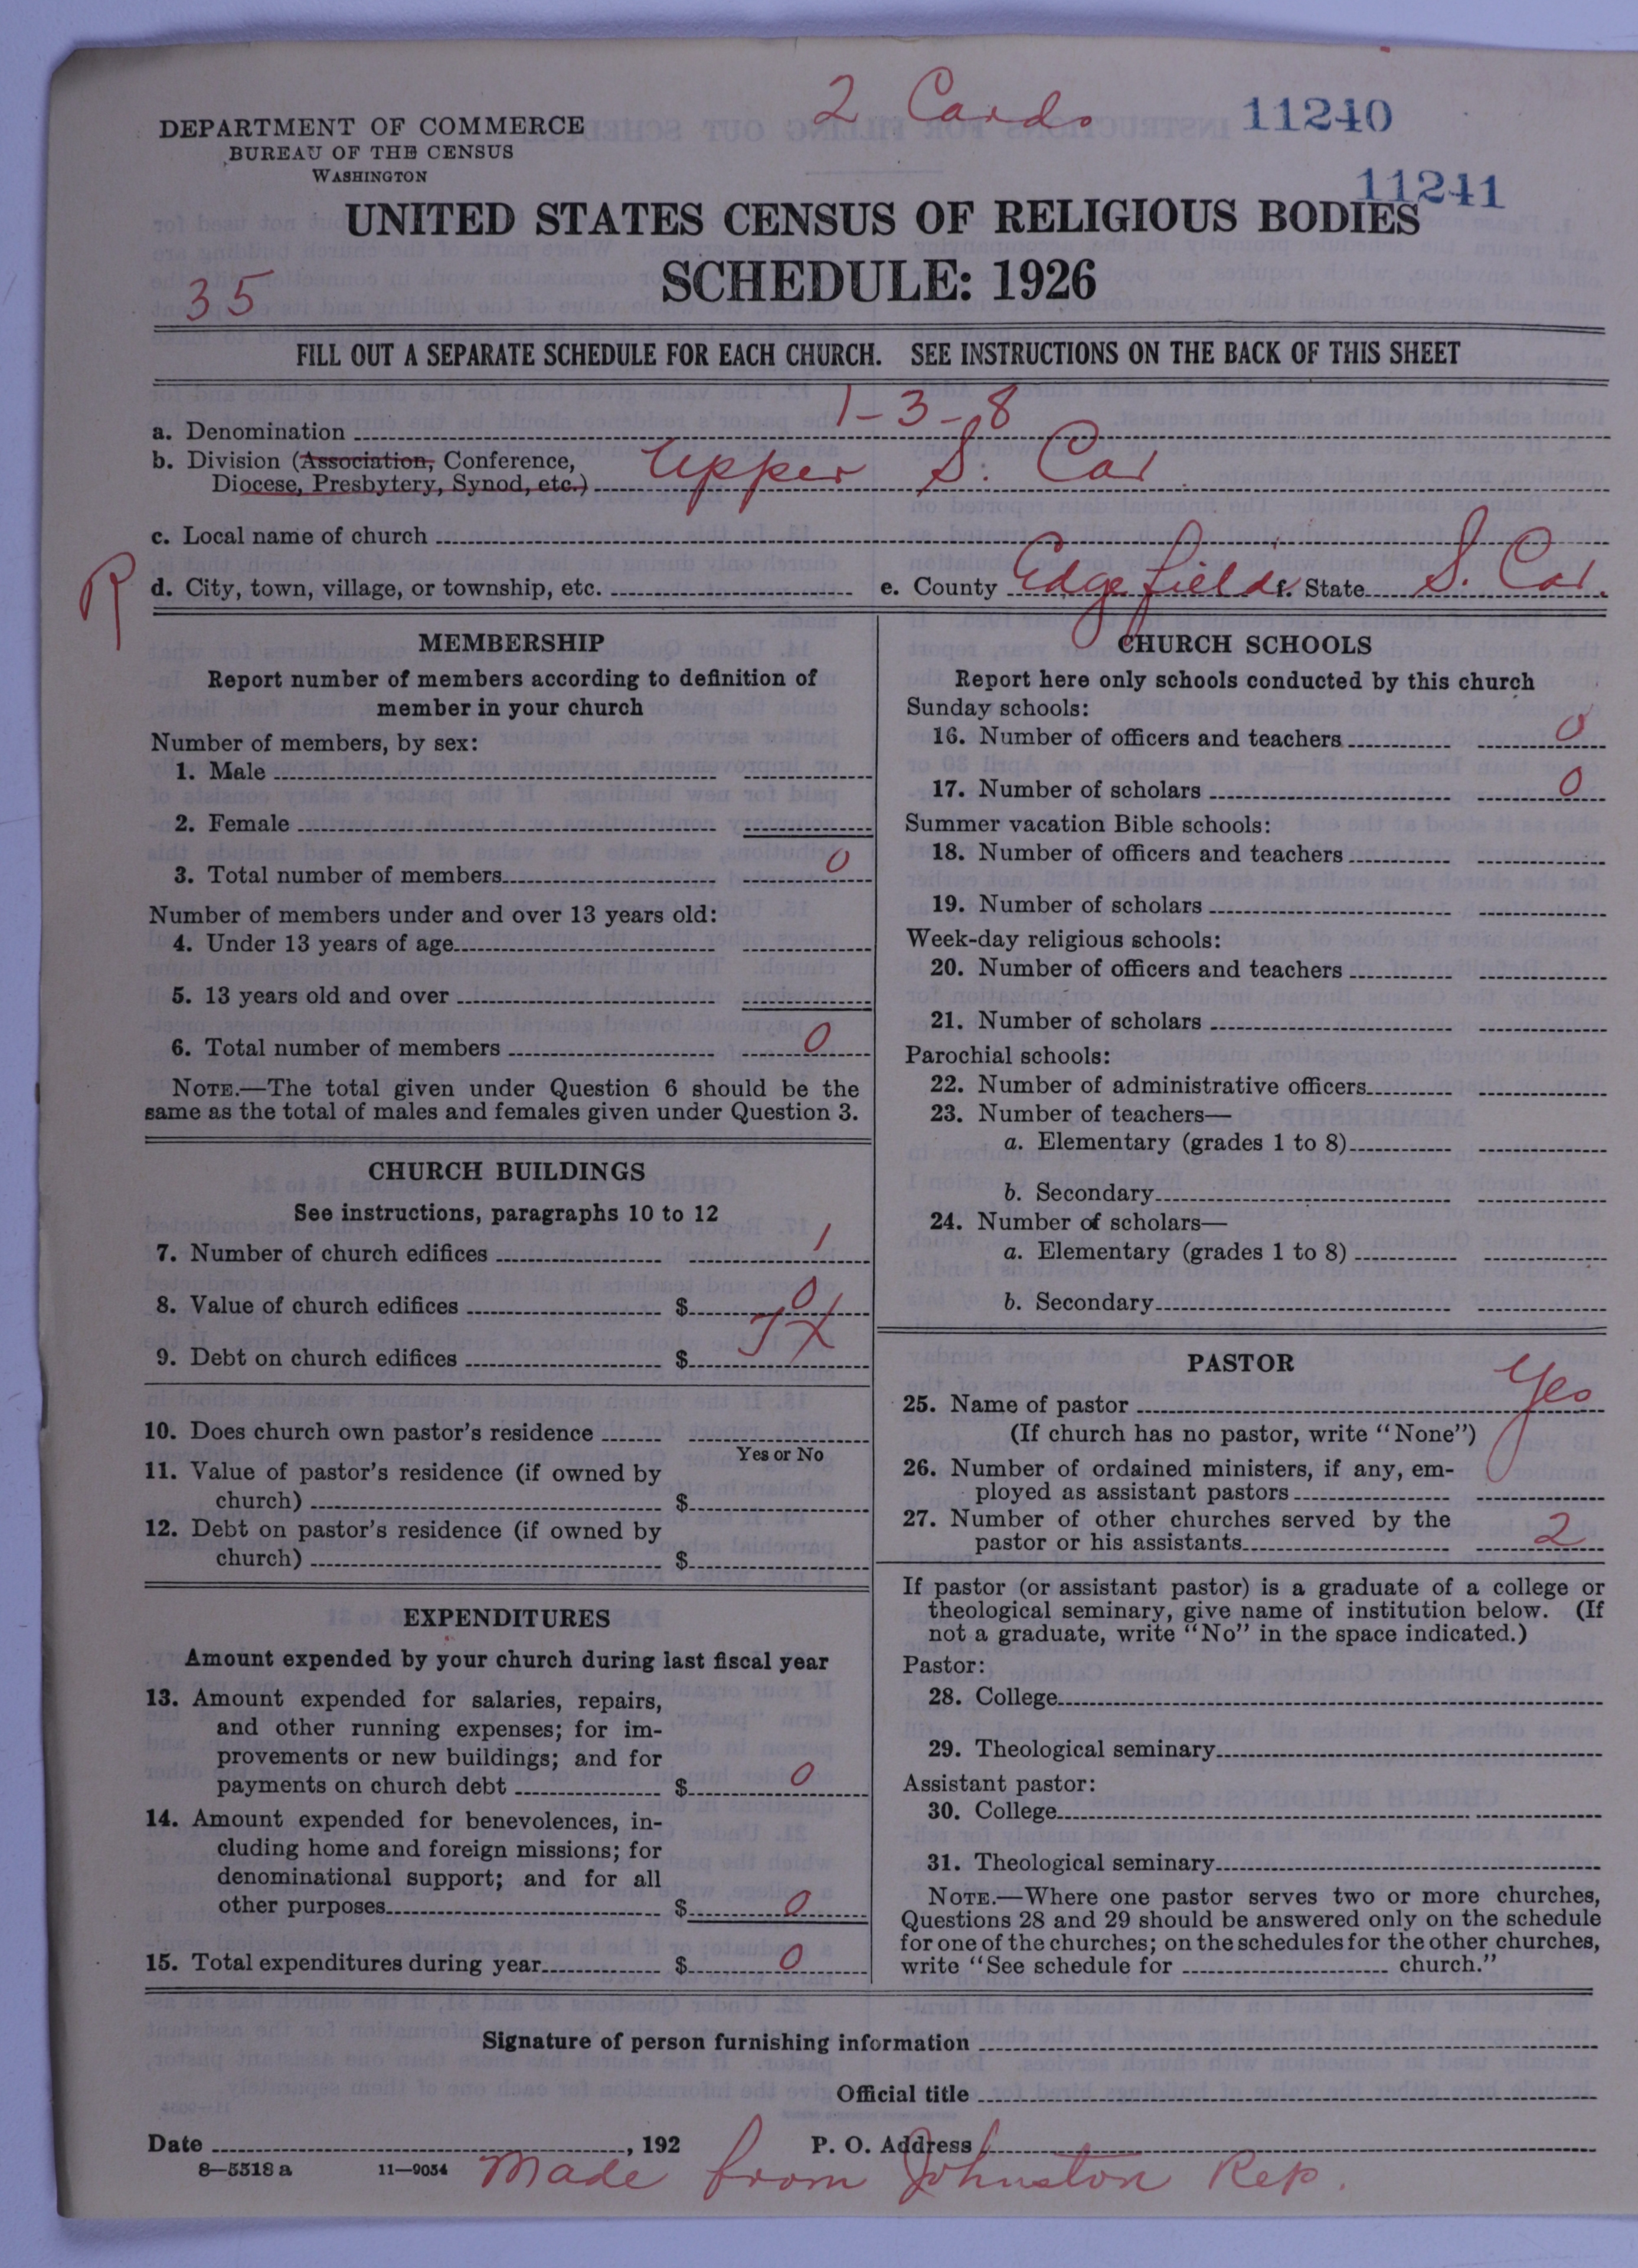 2 Cards
11240
DEPARTMENT OF COMMERCE
BUREAU OF THE CENSUS
WASHINGTON
11241
UNITED STATES CENSUS OF RELIGIOUS BODIES
SCHEDULE: 1926
35
FILL OUT A SEPARATE SCHEDULE FOR EACH CHURCH. SEE INSTRUCTIONS ON THE BACK OF THIS SHEET
a. Denomination 1-3-8
b. Division (Association, Conference,
Diocese, Presbytery, Synod, etc.) Upper S. Car.
c. Local name of church
R
d. City, town, village, or township, etc. e. County Edgefield f. State S. Car.
MEMBERSHIP
Report number of members according to definition of
member in your church
Number of members, by sex:
1. Male
2. Female
3. Total number of members 0
Number of members under and over 13 years old:
4. Under 13 years of age
5. 13 years old and over
6. Total number of members 0
NOTE.—The total given under Question 6 should be the
same as the total of males and females given under Question 3.
CHURCH BUILDINGS
See instructions, paragraphs 10 to 12
7. Number of church edifices 1
8. Value of church edifices $ 0
9. Debt on church edifices $
10. Does church own pastor's residence
Yes or No
11. Value of pastor's residence (if owned by
church) $
12. Debt on pastor's residence (if owned by
church) $
EXPENDITURES
Amount expended by your church during last fiscal year
13. Amount expended for salaries, repairs,
and other running expenses; for im-
provements or new buildings; and for
payments on church debt $ 0
14. Amount expended for benevolences, in-
cluding home and foreign missions; for
denominational support; and for all
other purposes $ 0
15. Total expenditures during year $ 0
CHURCH SCHOOLS
Report here only schools conducted by this church
Sunday schools:
16. Number of officers and teachers 0
17. Number of scholars 0
Summer vacation Bible schools:
18. Number of officers and teachers
19. Number of scholars
Week-day religious schools:
20. Number of officers and teachers
21. Number of scholars
Parochial schools:
22. Number of administrative officers
23. Number of teachers—
a. Elementary (grades 1 to 8)
b. Secondary
24. Number of scholars—
a. Elementary (grades 1 to 8)
b. Secondary
PASTOR
25. Name of pastor Yes
(If church has no pastor, write "None")
26. Number of ordained ministers, if any, em-
ployed as assistant pastors
27. Number of other churches served by the
pastor or his assistants 2
If pastor (or assistant pastor) is a graduate of a college or
theological seminary, give name of institution below. (If
not a graduate, write "No" in the space indicated.)
Pastor:
28. College
29. Theological seminary
Assistant pastor:
30. College
31. Theological seminary
NOTE.—Where one pastor serves two or more churches,
Questions 28 and 29 should be answered only on the schedule
for one of the churches; on the schedules for the other churches,
write "See schedule for church."
Signature of person furnishing information
Official title
Date , 192 P. O. Address
8—5518 a 11—9054 Made from Johnston Rep.